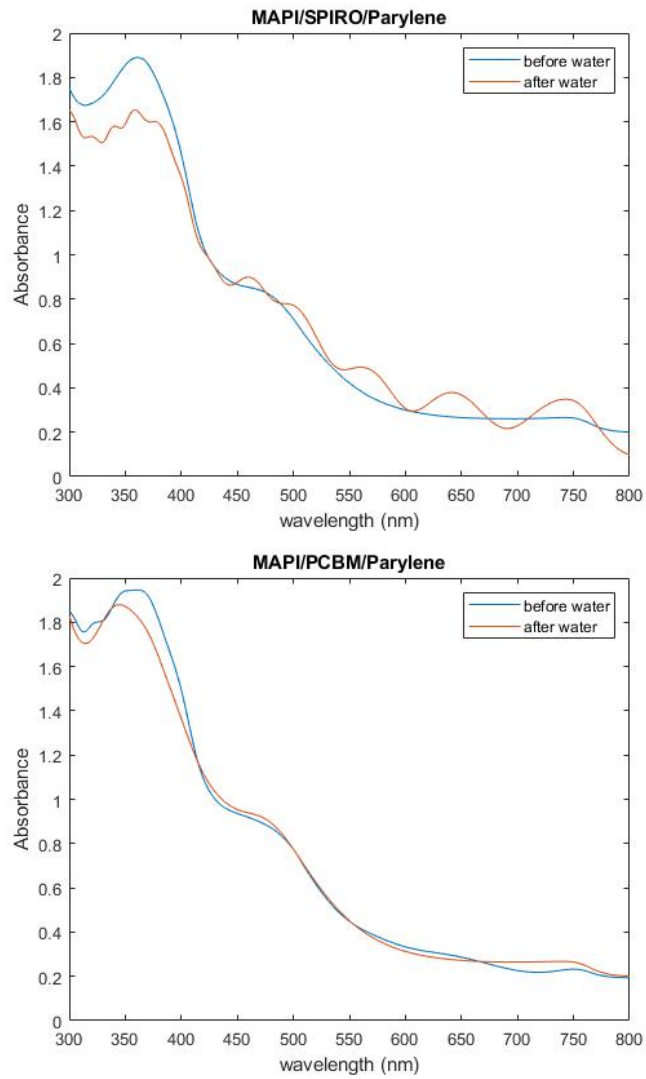 MAPI/SPIRO/Parylene
before water
after water
2
1.8
1.6
1.4
1.2
1
0.8
0.6
0.4
0.2
0
Absorbance
300 350 400 450 500 550 600 650 700 750 800
wavelength (nm)
MAPI/PCBM/Parylene
before water
after water
2
1.8
1.6
1.4
1.2
1
0.8
0.6
0.4
0.2
0
Absorbance
300 350 400 450 500 550 600 650 700 750 800
wavelength (nm)